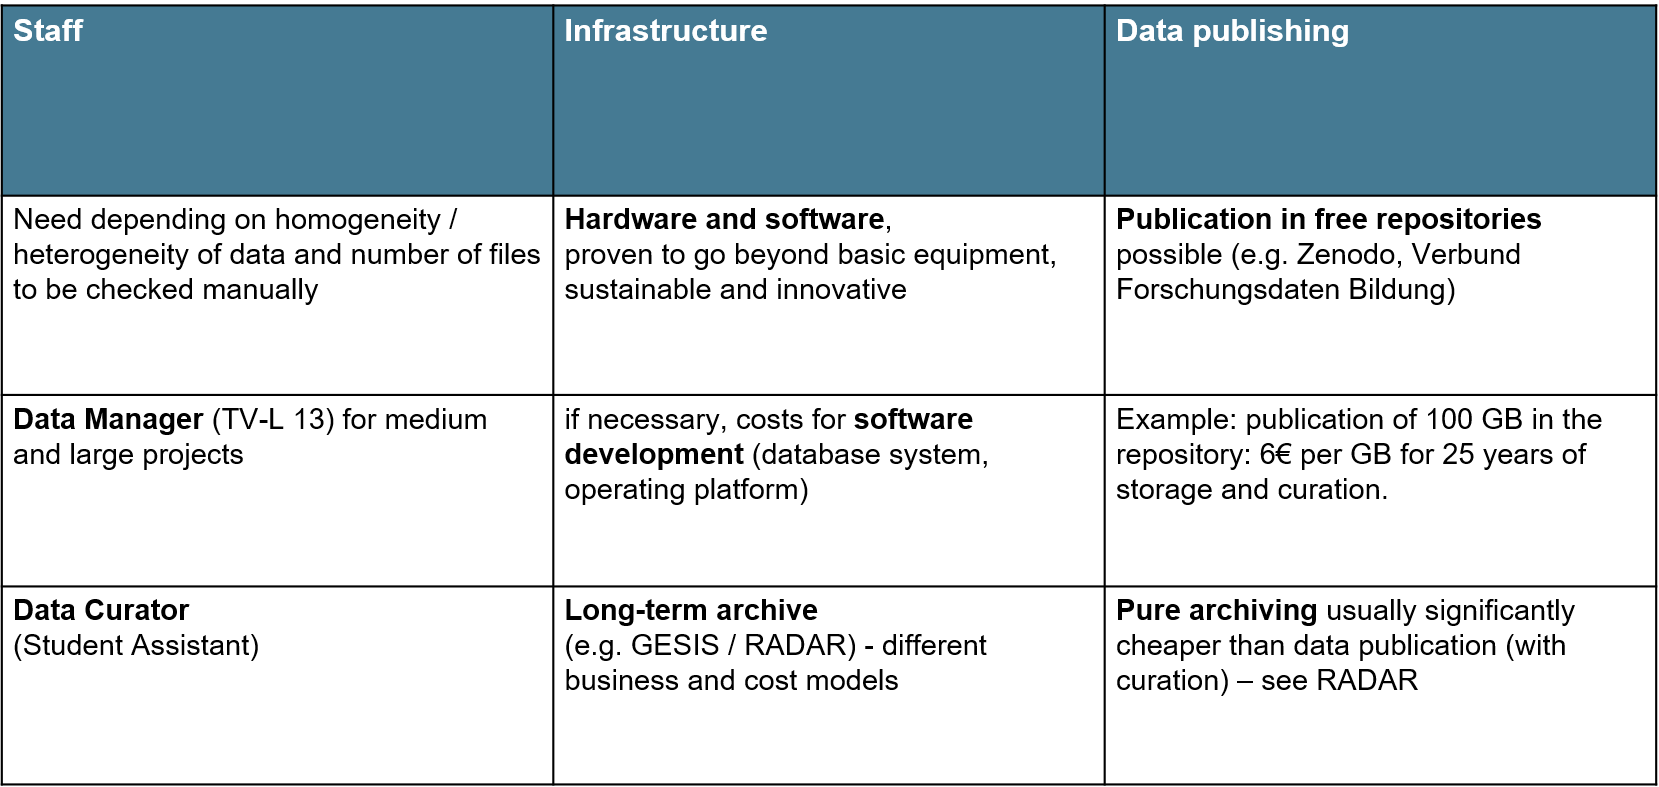 Staff
Infrastructure
Data publishing
Need depending on homogeneity /
heterogeneity of data and number of files
to be checked manually
Hardware and software,
proven to go beyond basic equipment,
sustainable and innovative
Publication in free repositories
possible (e.g. Zenodo, Verbund
Forschungsdaten Bildung)
Data Manager (TV-L 13) for medium
and large projects
if necessary, costs for software
development (database system,
operating platform)
Example: publication of 100 GB in the
repository: 6€ per GB for 25 years of
storage and curation.
Data Curator
(Student Assistant)
Long-term archive
(e.g. GESIS / RADAR) - different
business and cost models
Pure archiving usually significantly
cheaper than data publication (with
curation) – see RADAR